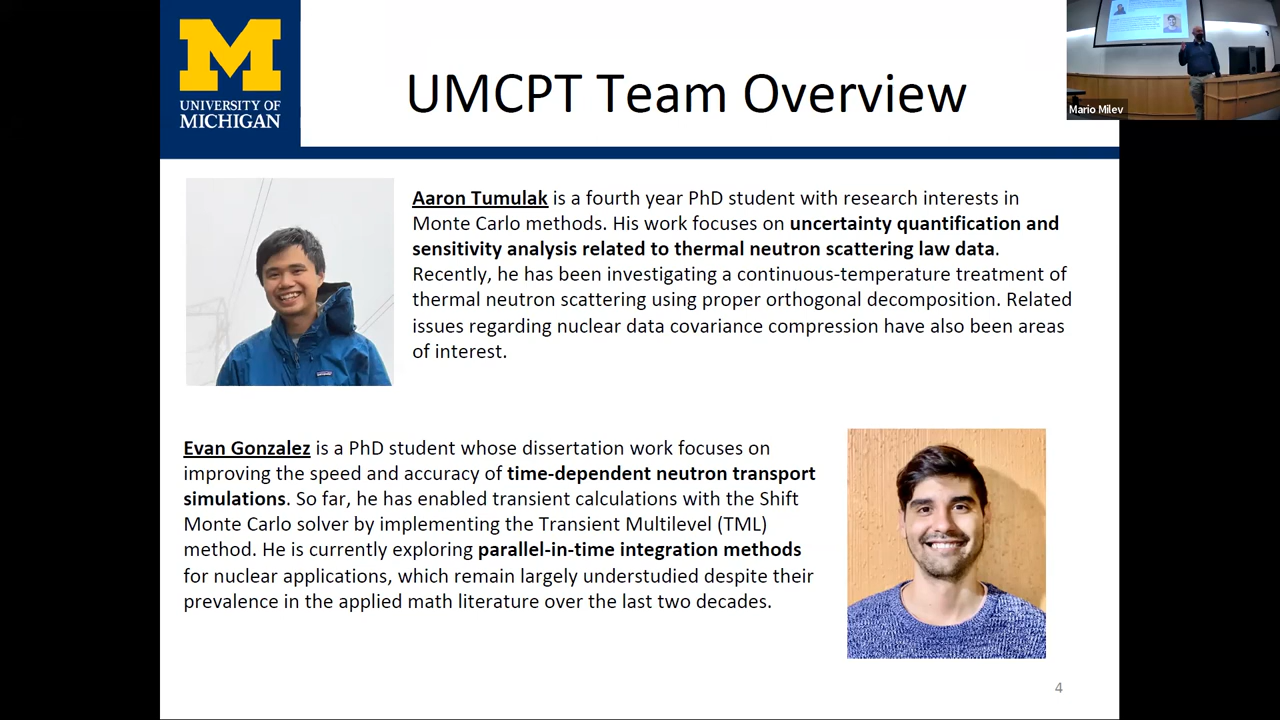 UNIVERSITY OF
MICHIGAN
UMCPT Team Overview
Mario Milev
Aaron Tumulak is a fourth year PhD student with research interests in
Monte Carlo methods. His work focuses on uncertainty quantification and
sensitivity analysis related to thermal neutron scattering law data.
Recently, he has been investigating a continuous-temperature treatment of
thermal neutron scattering using proper orthogonal decomposition. Related
issues regarding nuclear data covariance compression have also been areas
of interest.
Evan Gonzalez is a PhD student whose dissertation work focuses on
improving the speed and accuracy of time-dependent neutron transport
simulations. So far, he has enabled transient calculations with the Shift
Monte Carlo solver by implementing the Transient Multilevel (TML)
method. He is currently exploring parallel-in-time integration methods
for nuclear applications, which remain largely understudied despite their
prevalence in the applied math literature over the last two decades.
4